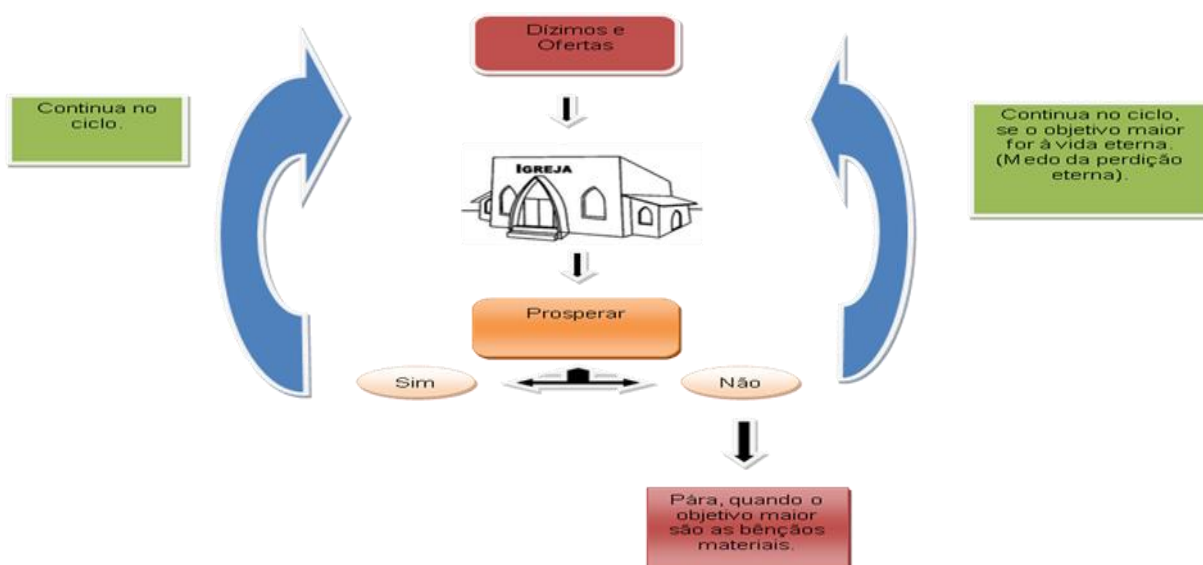 Dízimos e
Ofertas
Continua no
ciclo.
Continua no ciclo,
se o objetivo maior
for à vida eterna.
(Medo da perdição
eterna).
IGREJA
Prosperar
Sim
Não
Pára, quando o
objetivo maior
são as bênçãos
materiais.